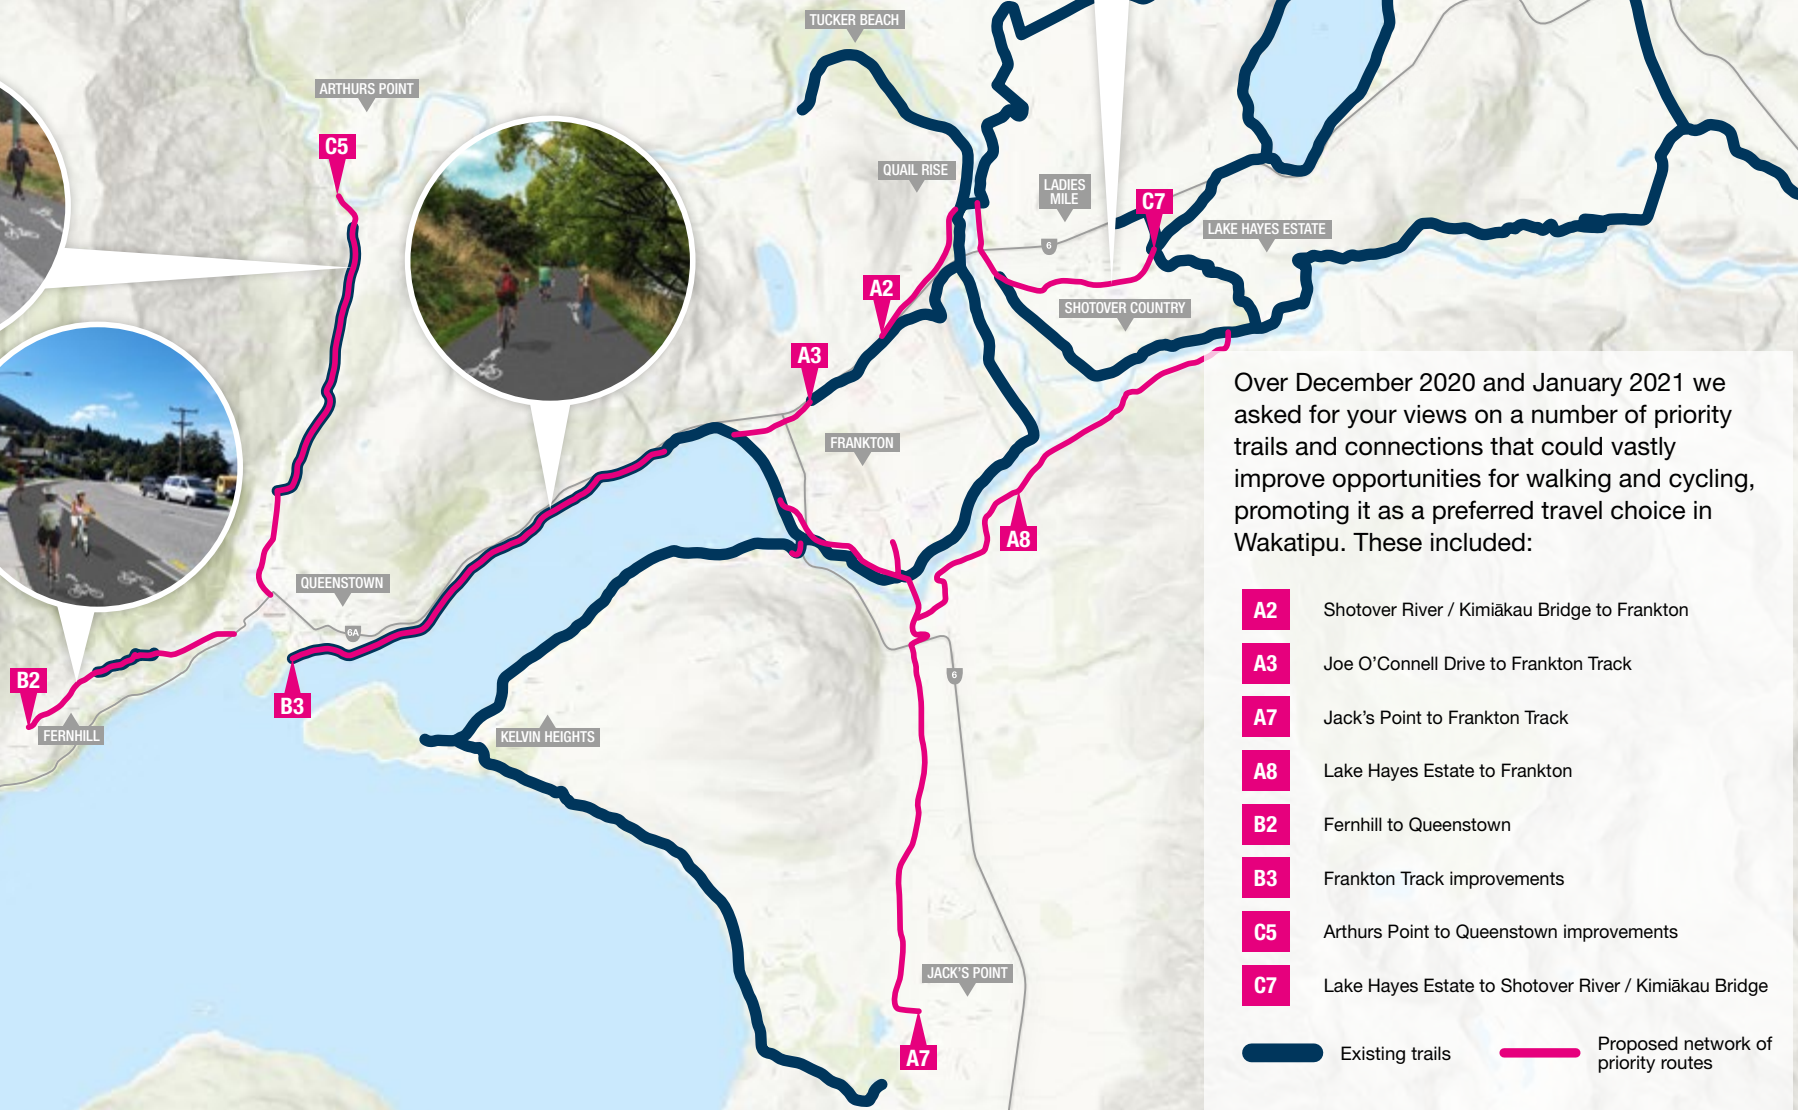 TUCKER BEACH
ARTHURS POINT
C5
QUAIL RISE
LADIES
MILE
C7
LAKE HAYES ESTATE
6
A2
SHOTOVER COUNTRY
A3
FRANKTON
A8
QUEENSTOWN
6A
B2
FERNHILL
B3
KELVIN HEIGHTS
6
JACK'S POINT
A7
Over December 2020 and January 2021 we
asked for your views on a number of priority
trails and connections that could vastly
improve opportunities for walking and cycling,
promoting it as a preferred travel choice in
Wakatipu. These included:
A2 Shotover River / Kimiākau Bridge to Frankton
A3 Joe O’Connell Drive to Frankton Track
A7 Jack’s Point to Frankton Track
A8 Lake Hayes Estate to Frankton
B2 Fernhill to Queenstown
B3 Frankton Track improvements
C5 Arthurs Point to Queenstown improvements
C7 Lake Hayes Estate to Shotover River / Kimiākau Bridge
Existing trails
Proposed network of
priority routes